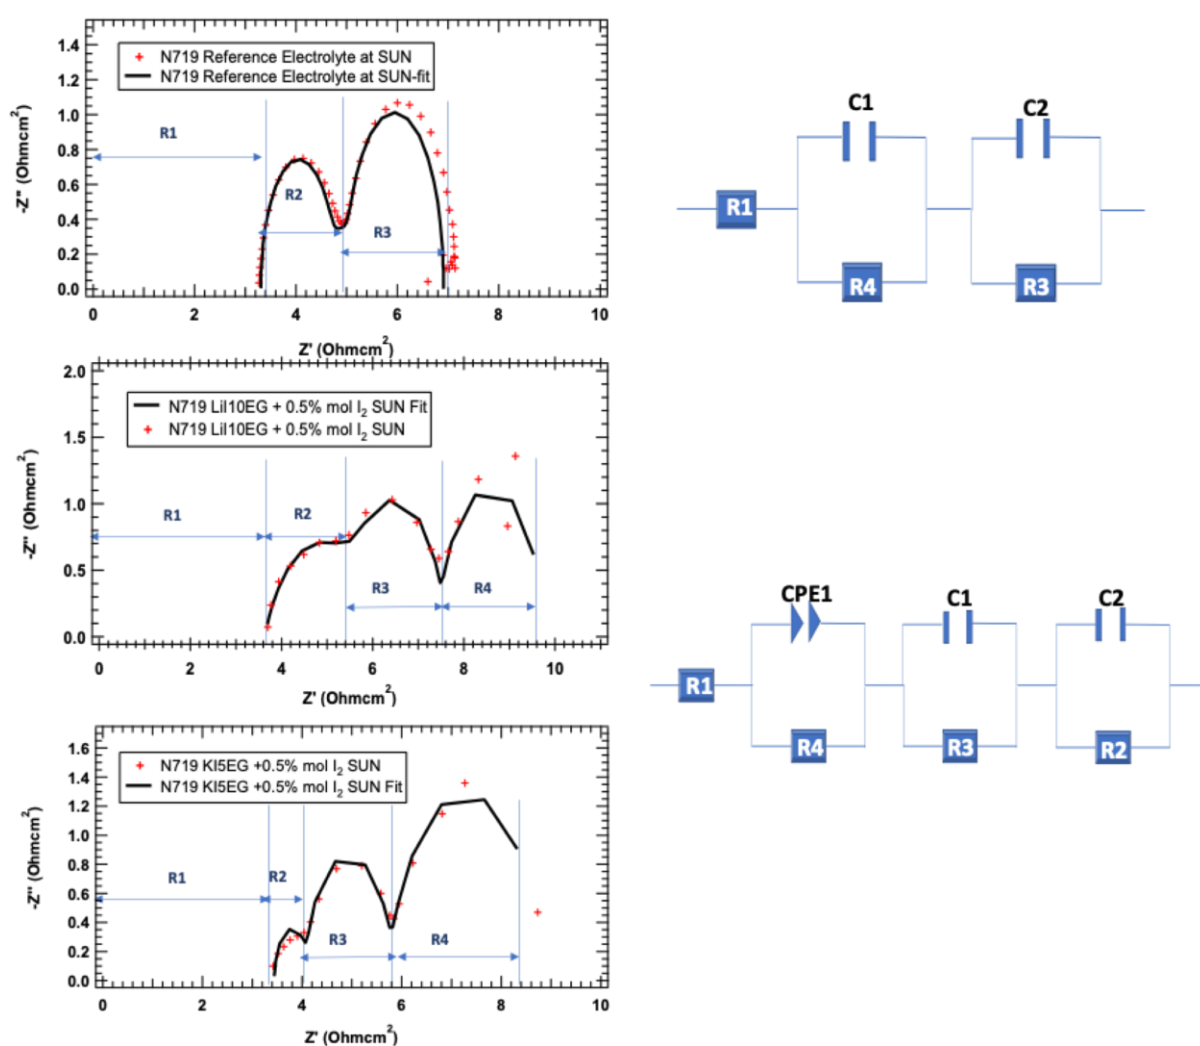 N719 Reference Electrolyte at SUN
N719 Reference Electrolyte at SUN-fit
1.4
1.2
1.0
0.8
0.6
0.4
0.2
0.0
-Z'' (Ohmcm²)
R1
R2
R3
0 2 4 6 8 10
Z' (Ohmcm²)
C1
C2
R1
R4
R3
N719 LiI10EG + 0.5% mol I₂ SUN Fit
N719 LiI10EG + 0.5% mol I₂ SUN
2.0
1.5
1.0
0.5
0.0
-Z'' (Ohmcm²)
R1
R2
R3
R4
0 2 4 6 8 10
Z' (Ohmcm²)
CPE1
C1
C2
R1
R4
R3
R2
N719 KI5EG +0.5% mol I₂ SUN
N719 KI5EG +0.5% mol I₂ SUN Fit
1.6
1.4
1.2
1.0
0.8
0.6
0.4
0.2
0.0
-Z'' (Ohmcm²)
R1
R2
R3
R4
0 2 4 6 8 10
Z' (Ohmcm²)